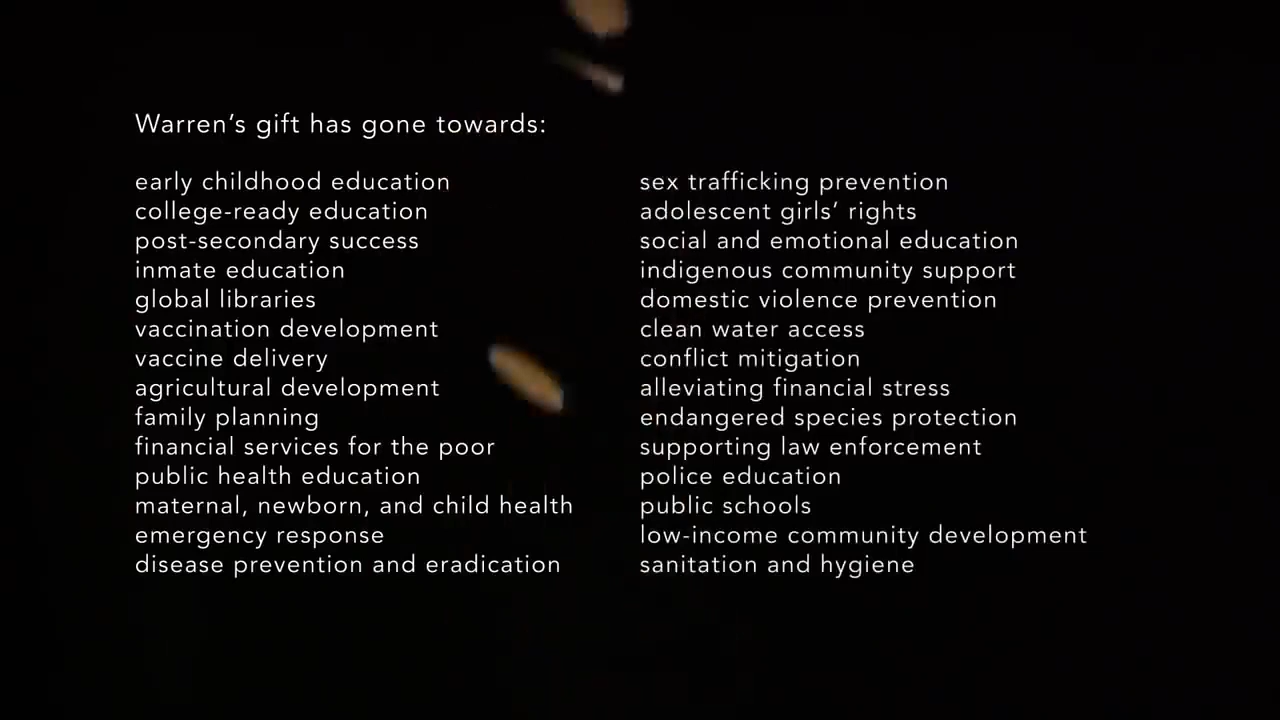 Warren’s gift has gone towards:
early childhood education
college-ready education
post-secondary success
inmate education
global libraries
vaccination development
vaccine delivery
agricultural development
family planning
financial services for the poor
public health education
maternal, newborn, and child health
emergency response
disease prevention and eradication
sex trafficking prevention
adolescent girls’ rights
social and emotional education
indigenous community support
domestic violence prevention
clean water access
conflict mitigation
alleviating financial stress
endangered species protection
supporting law enforcement
police education
public schools
low-income community development
sanitation and hygiene